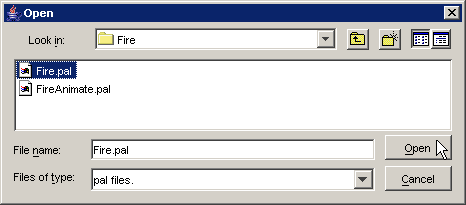 Open
Look in: Fire
Fire.pal
FireAnimate.pal
File name: Fire.pal Open
Files of type: pal files. Cancel